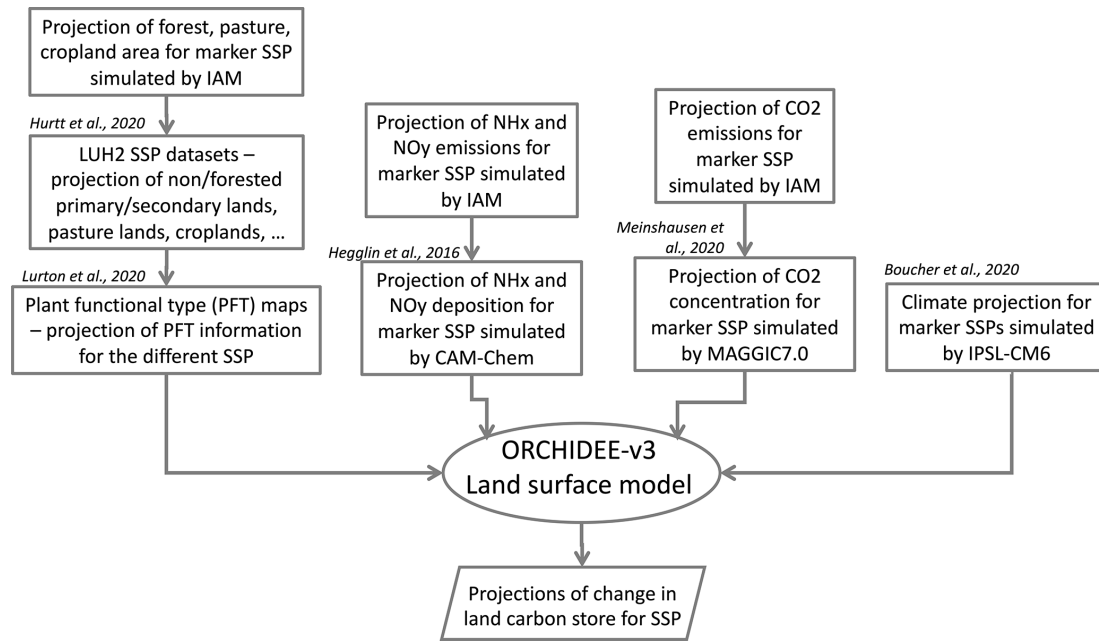 Projection of forest, pasture,
cropland area for marker SSP
simulated by IAM
Hurtt et al., 2020
LUH2 SSP datasets –
projection of non/forested
primary/secondary lands,
pasture lands, croplands, ...
Lurton et al., 2020
Plant functional type (PFT) maps
– projection of PFT information
for the different SSP
Projection of NHx and
NOy emissions for
marker SSP simulated
by IAM
Hegglin et al., 2016
Projection of NHx and
NOy deposition for
marker SSP simulated
by CAM-Chem
Projection of CO2
emissions for
marker SSP
simulated by IAM
Meinshausen et
al., 2020
Projection of CO2
concentration for
marker SSP simulated
by MAGGIC7.0
Boucher et al., 2020
Climate projection for
marker SSPs simulated
by IPSL-CM6
ORCHIDEE-v3
Land surface model
Projections of change in
land carbon store for SSP